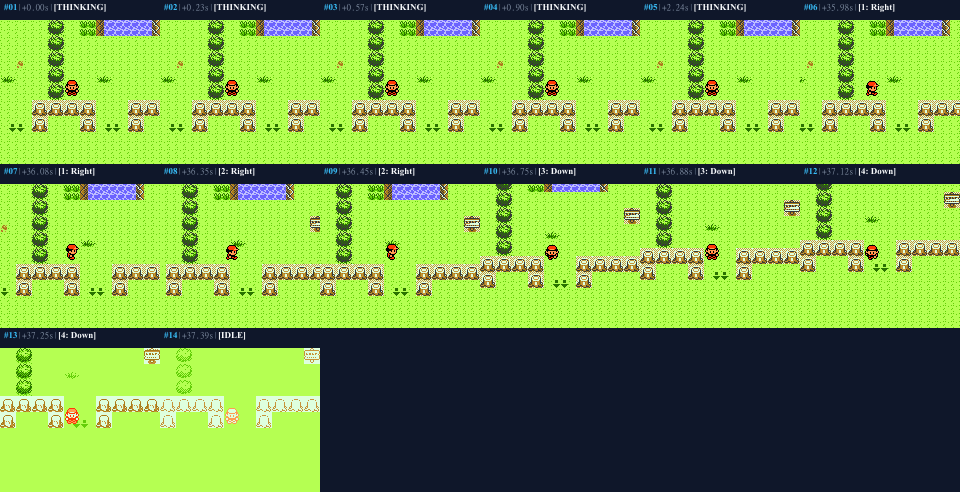 #01|+0.00s|[THINKING]
#02|+0.23s|[THINKING]
#03|+0.57s|[THINKING]
#04|+0.90s|[THINKING]
#05|+2.24s|[THINKING]
#06|+35.98s|[1: Right]
#07|+36.08s|[1: Right]
#08|+36.35s|[2: Right]
#09|+36.45s|[2: Right]
#10|+36.75s|[3: Down]
#11|+36.88s|[3: Down]
#12|+37.12s|[4: Down]
#13|+37.25s|[4: Down]
#14|+37.39s|[IDLE]